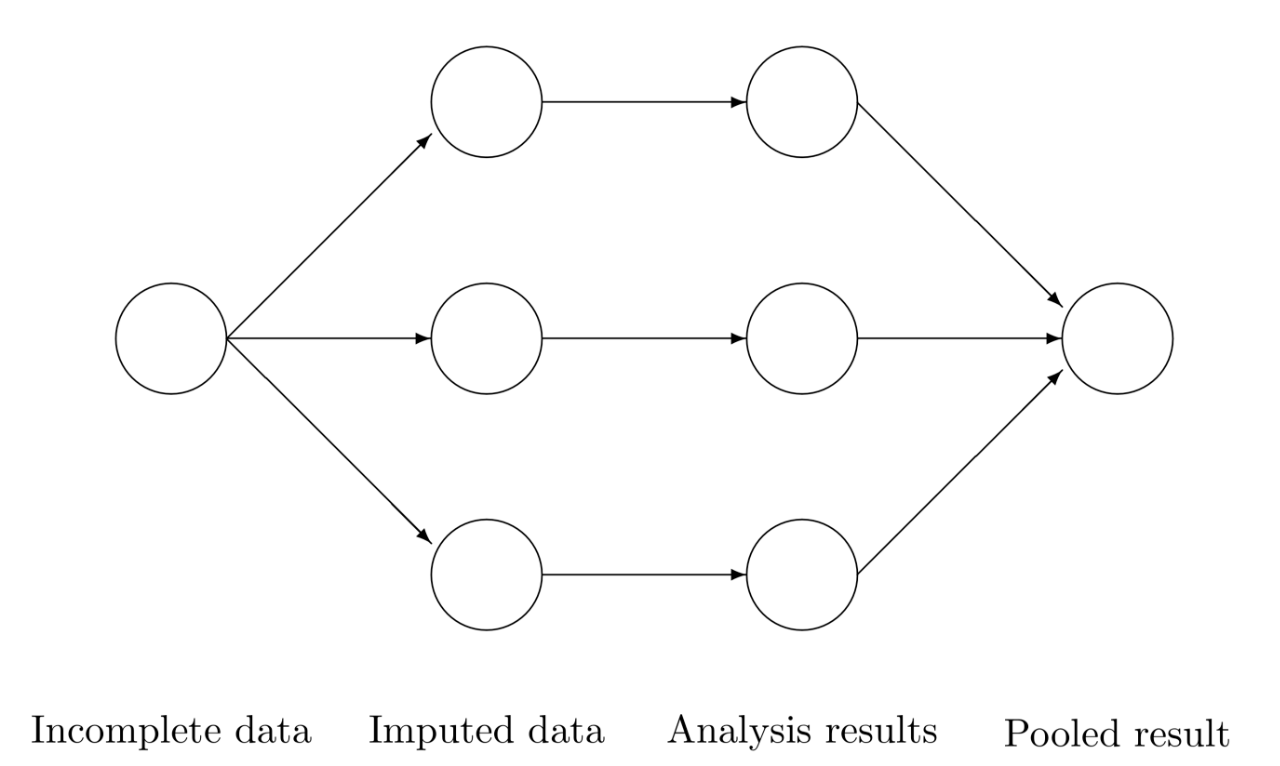 Incomplete data Imputed data Analysis results Pooled result